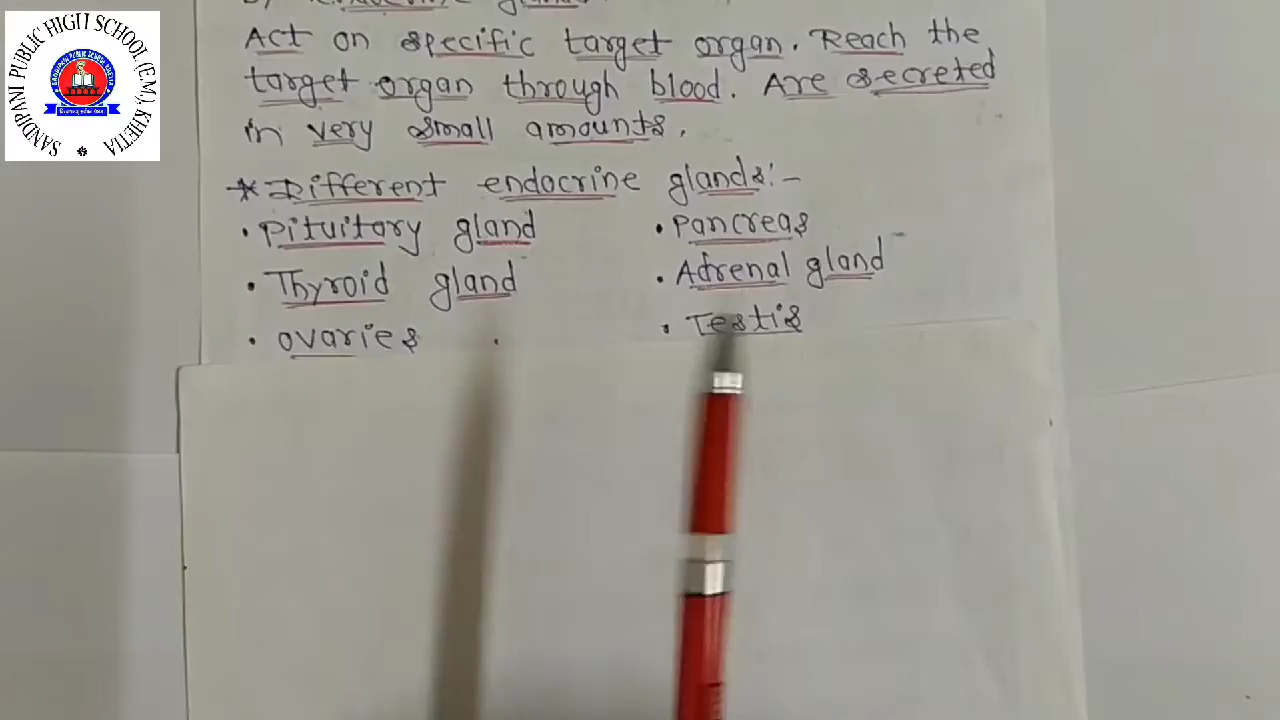 SANDIPANI PUBLIC HIGH SCHOOL (E.M.), KHETIA
Act on specific target organ. Reach the
target organ through blood. Are secreted
in very small amounts.
* Different endocrine glands:-
• Pituitary gland
• Pancreas
• Thyroid gland
• Adrenal gland
• Ovaries
• Testis